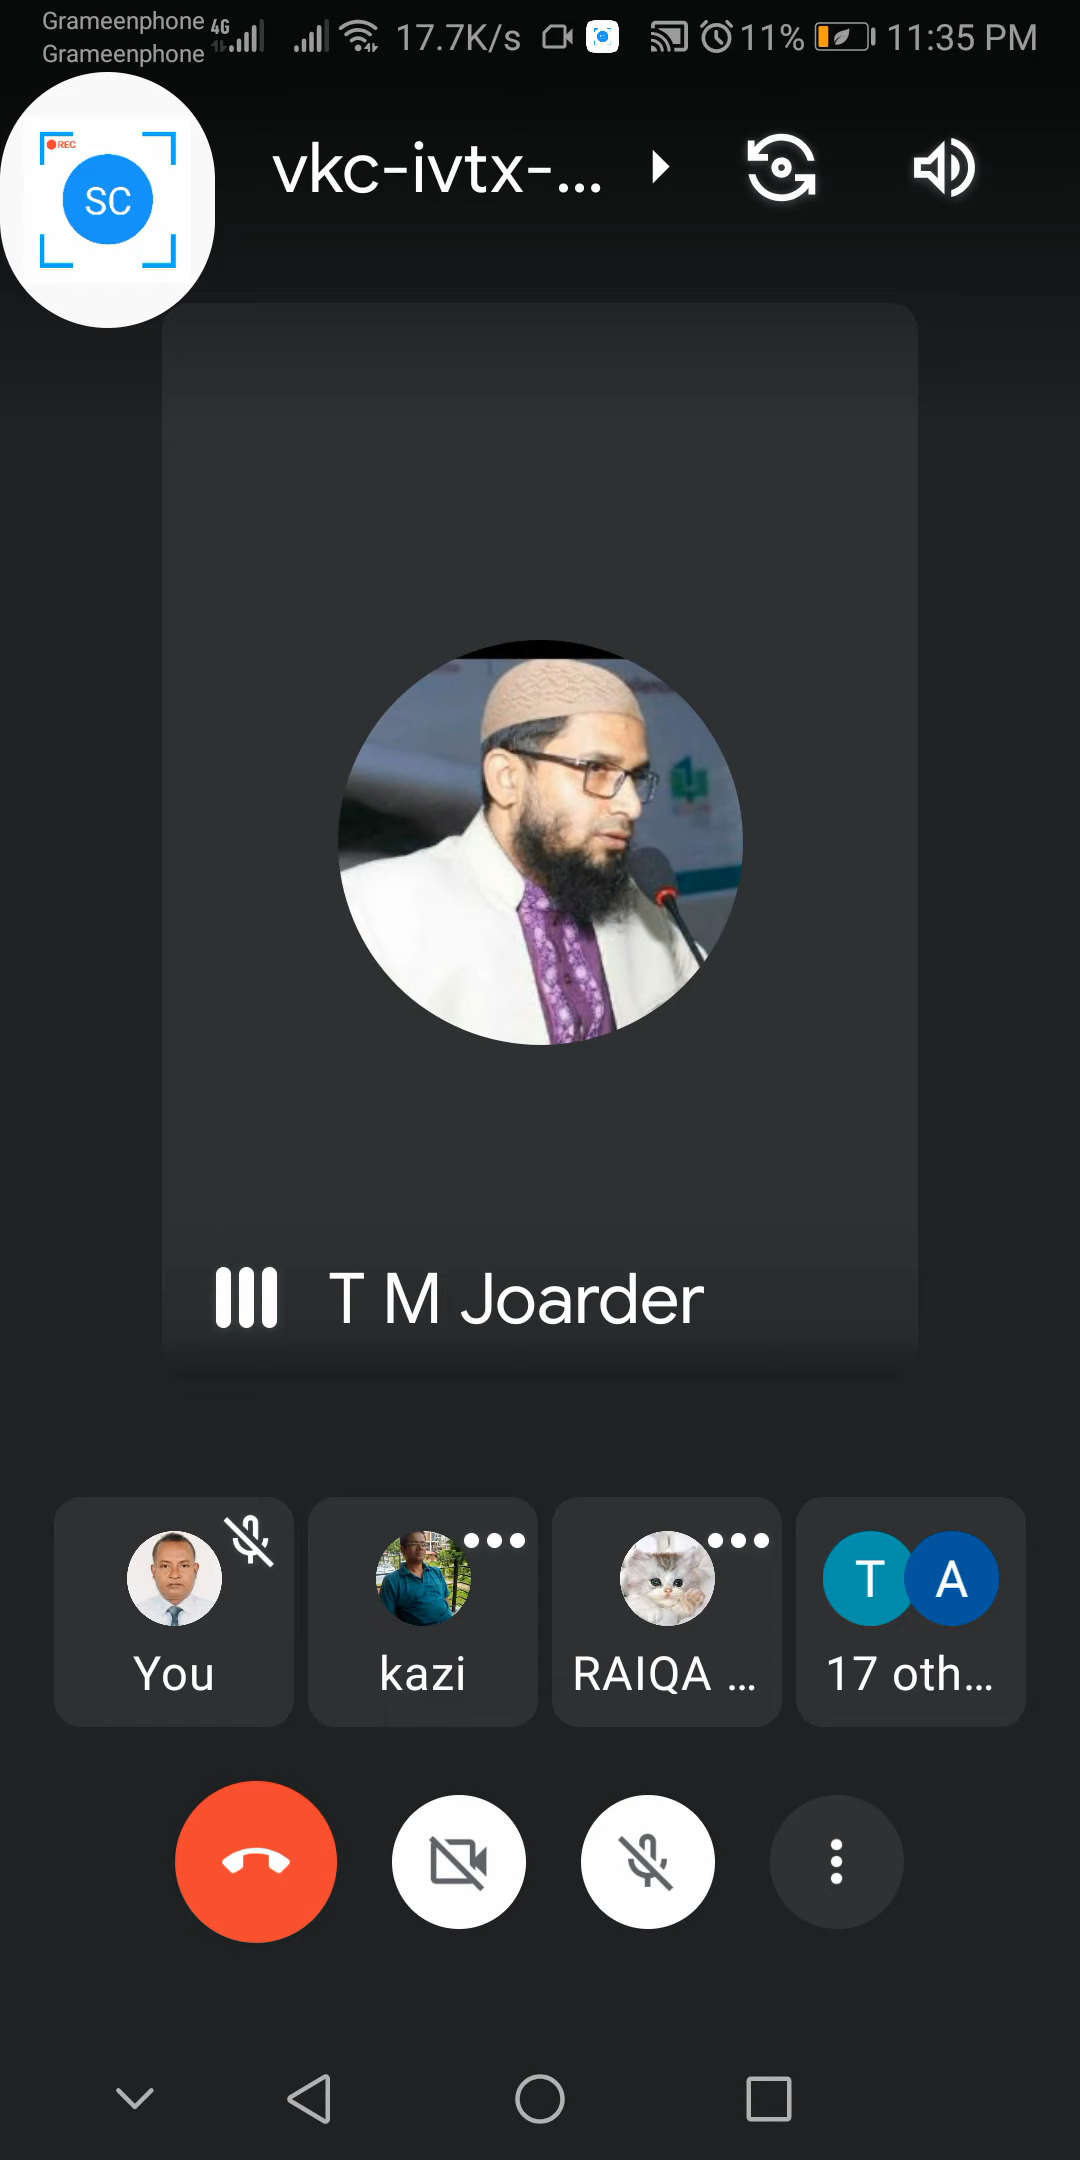 Grameenphone
Grameenphone
4G
17.7K/s
11%
11:35 PM
REC
SC
vkc-ivtx-...
T M Joarder
You
kazi
RAIQA ...
T
A
17 oth...